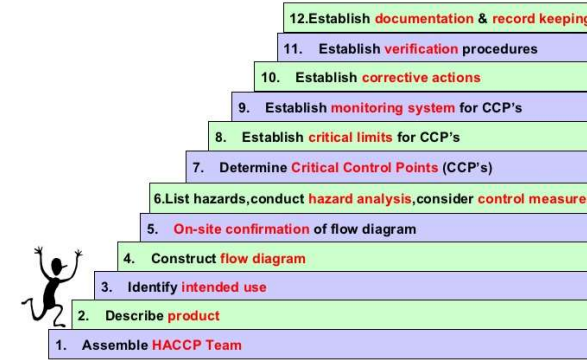 12.Establish documentation & record keeping
11. Establish verification procedures
10. Establish corrective actions
9. Establish monitoring system for CCP's
8. Establish critical limits for CCP's
7. Determine Critical Control Points (CCP's)
6.List hazards,conduct hazard analysis,consider control measure
5. On-site confirmation of flow diagram
4. Construct flow diagram
3. Identify intended use
2. Describe product
1. Assemble HACCP Team